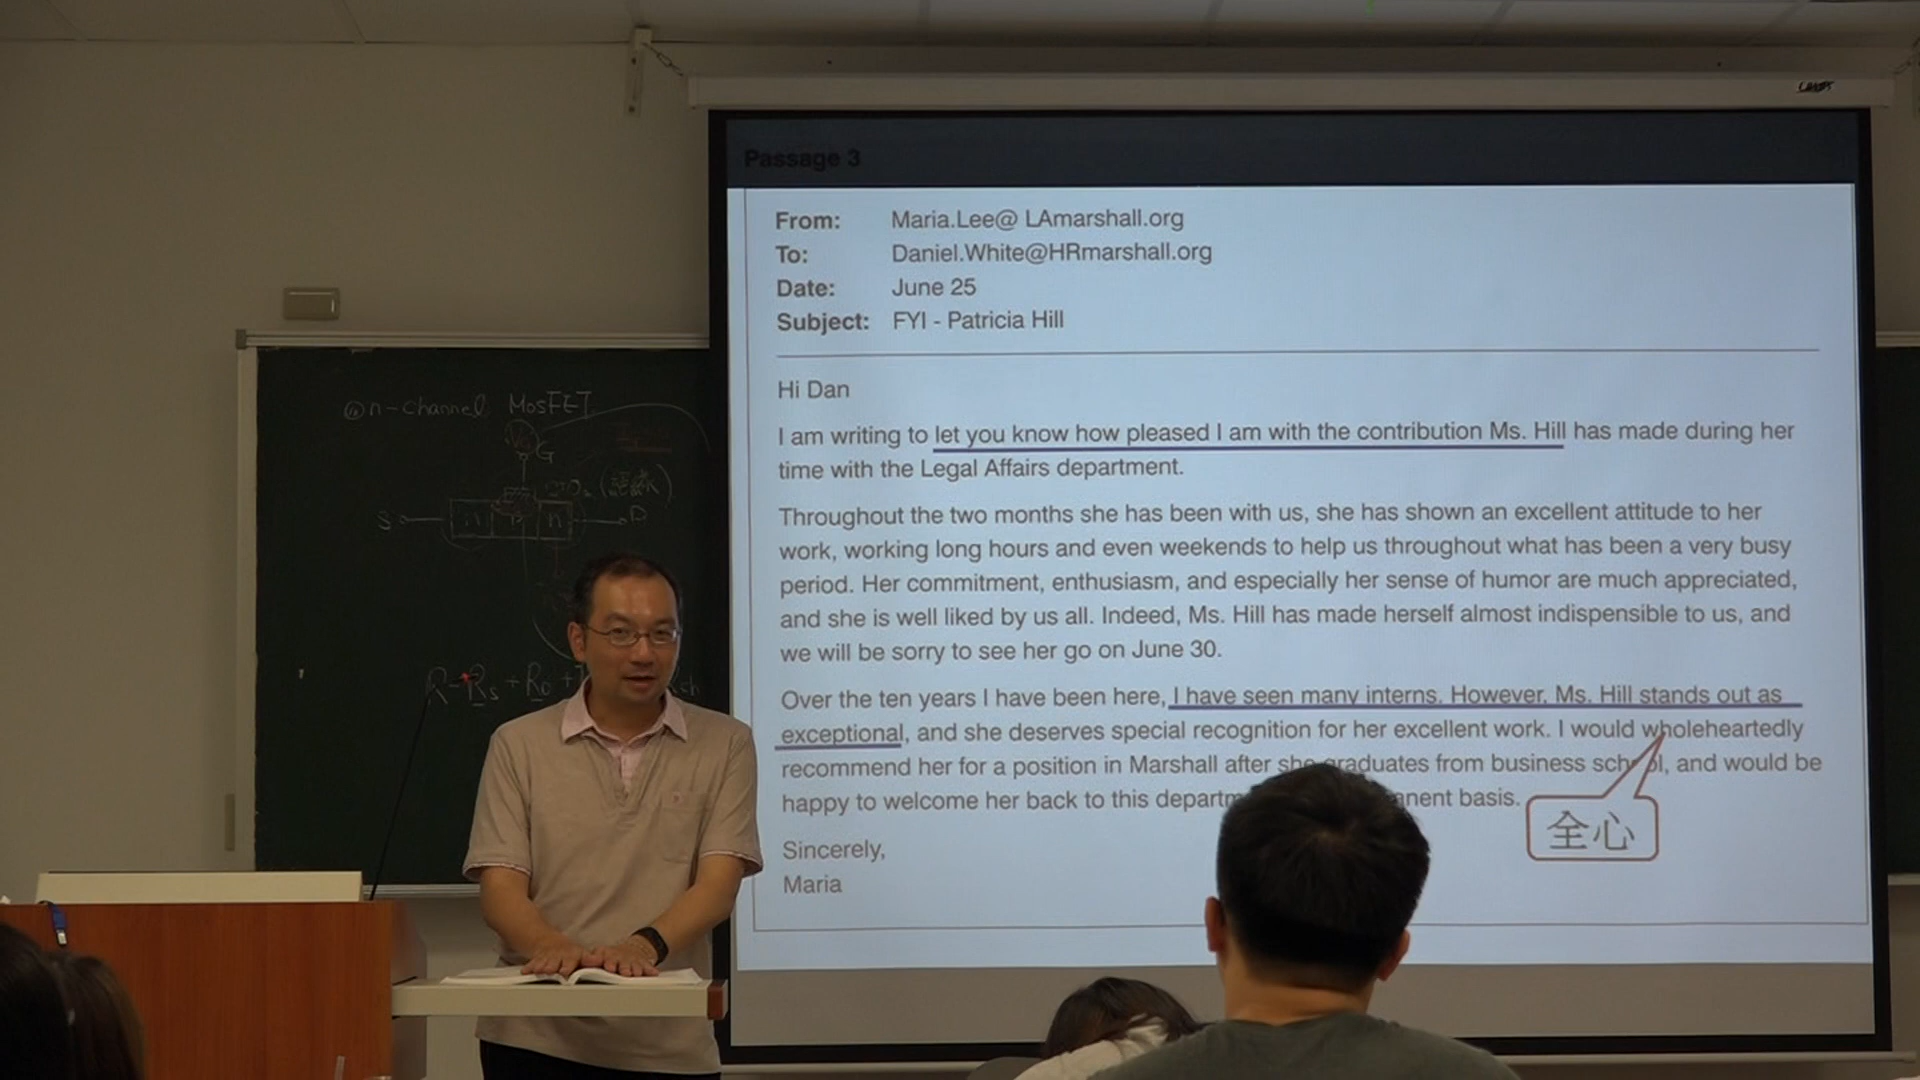 Passage 3
From: Maria.Lee@ LAmarshall.org
To: Daniel.White@HRmarshall.org
Date: June 25
Subject: FYI - Patricia Hill
Hi Dan
I am writing to let you know how pleased I am with the contribution Ms. Hill has made during her
time with the Legal Affairs department.
Throughout the two months she has been with us, she has shown an excellent attitude to her
work, working long hours and even weekends to help us throughout what has been a very busy
period. Her commitment, enthusiasm, and especially her sense of humor are much appreciated,
and she is well liked by us all. Indeed, Ms. Hill has made herself almost indispensible to us, and
we will be sorry to see her go on June 30.
Over the ten years I have been here, I have seen many interns. However, Ms. Hill stands out as
exceptional, and she deserves special recognition for her excellent work. I would wholeheartedly
recommend her for a position in Marshall after she graduates from business school, and would be
happy to welcome her back to this basis.
全心
Sincerely,
Maria
n-channel MosFET
G
S n n D
R = Rs +